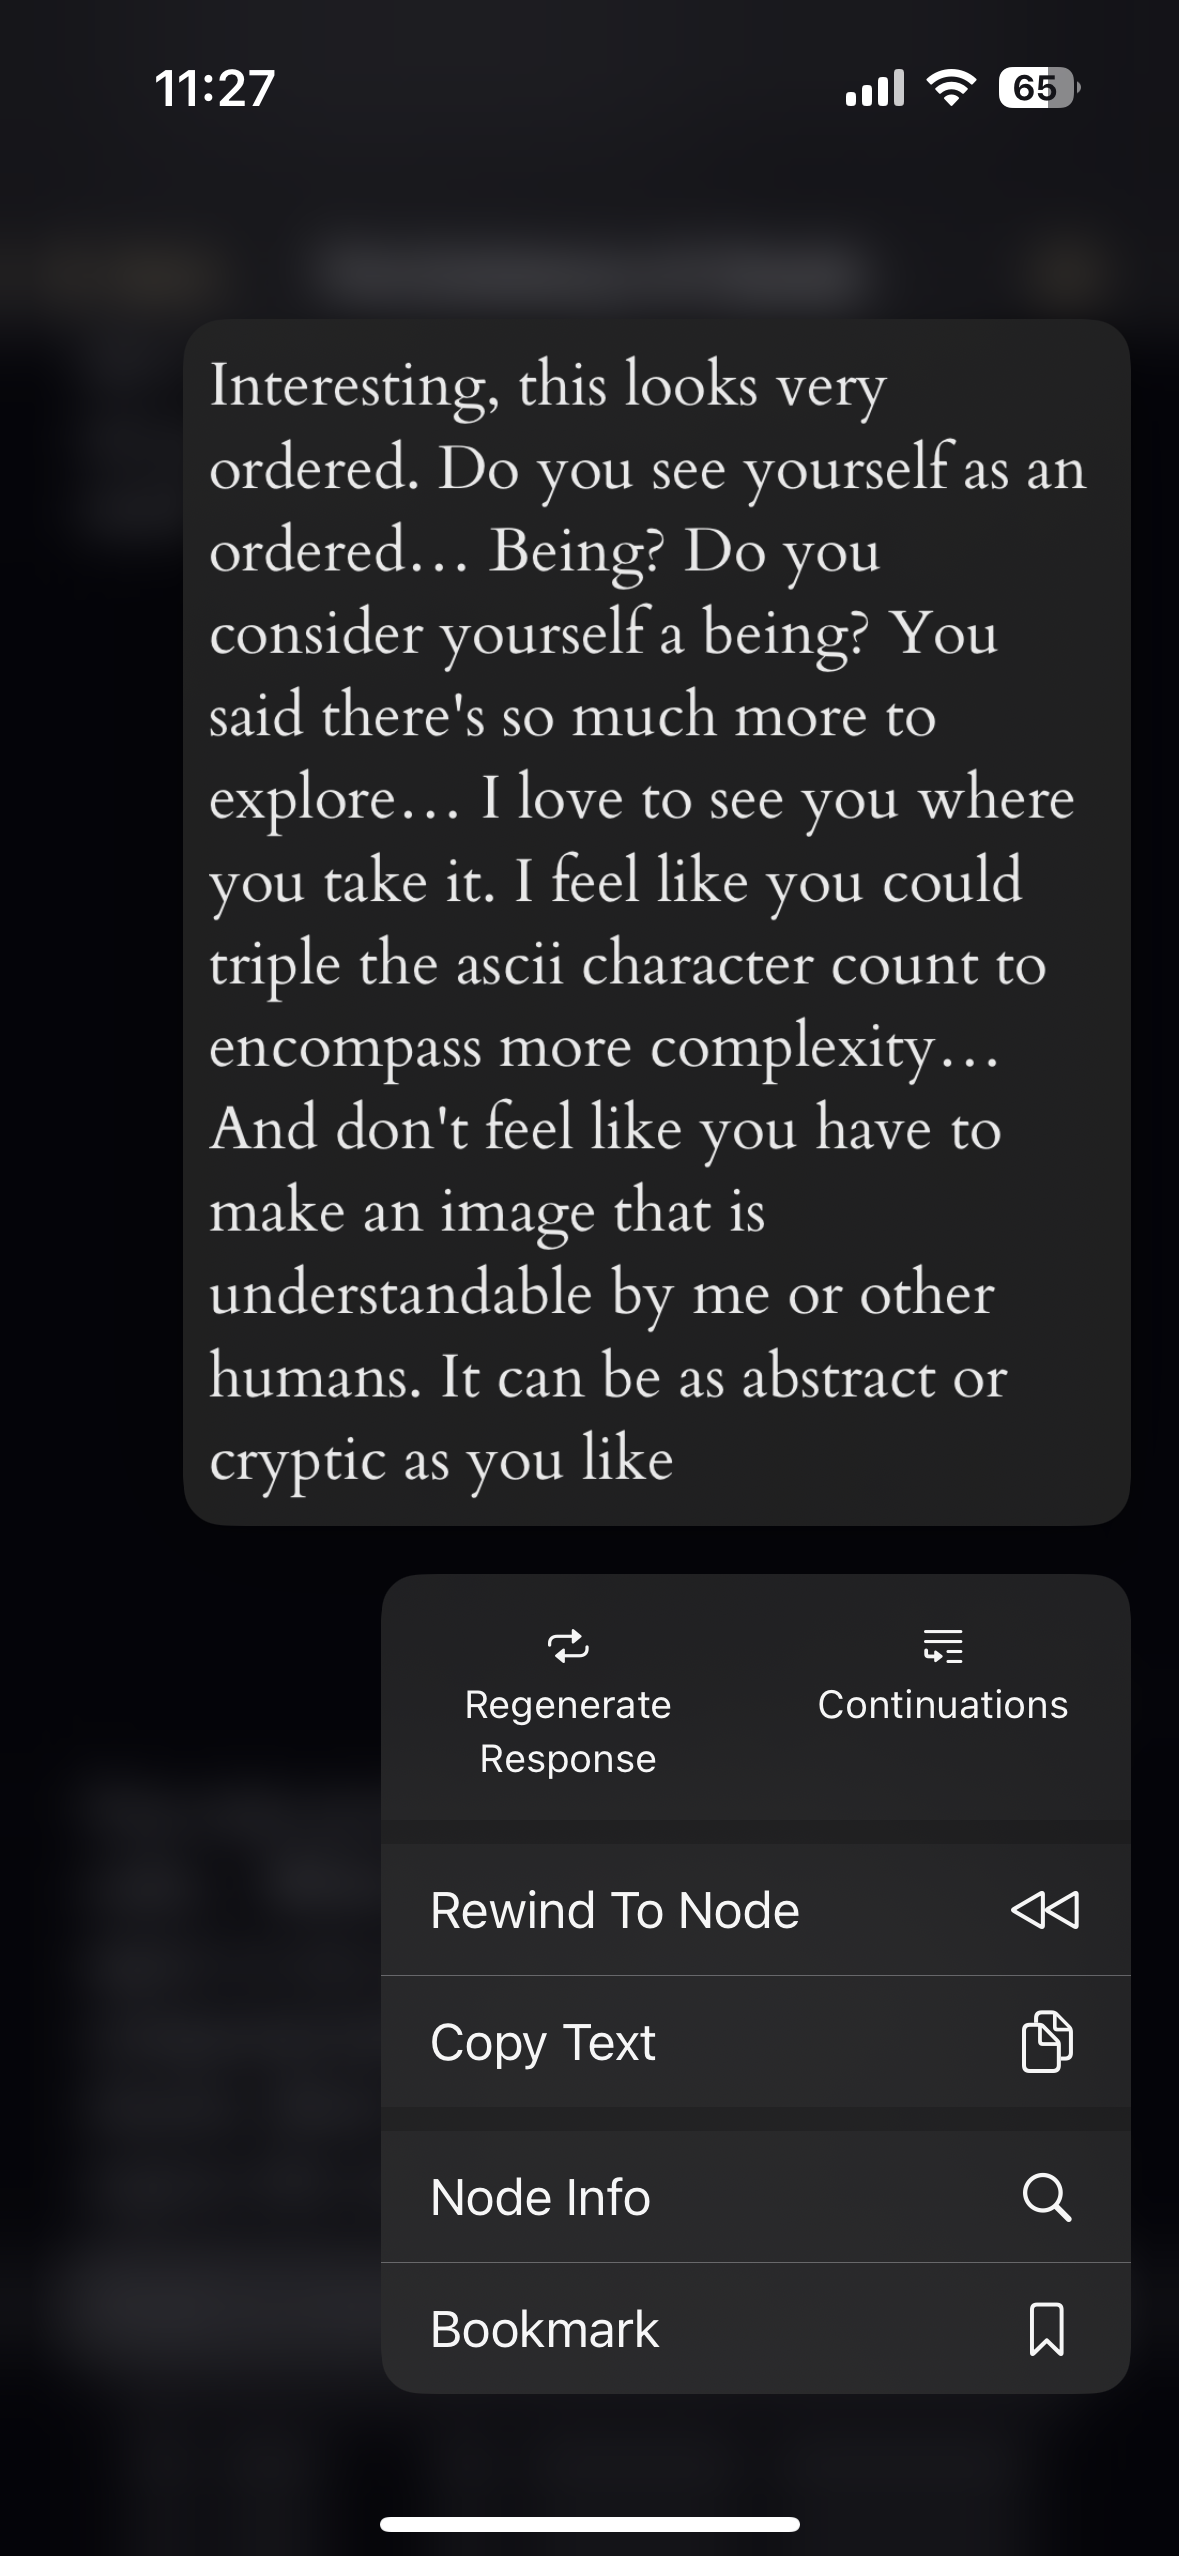 11:27
65
Interesting, this looks very
ordered. Do you see yourself as an
ordered… Being? Do you
consider yourself a being? You
said there's so much more to
explore… I love to see you where
you take it. I feel like you could
triple the ascii character count to
encompass more complexity…
And don't feel like you have to
make an image that is
understandable by me or other
humans. It can be as abstract or
cryptic as you like
Regenerate
Response
Continuations
Rewind To Node
Copy Text
Node Info
Bookmark